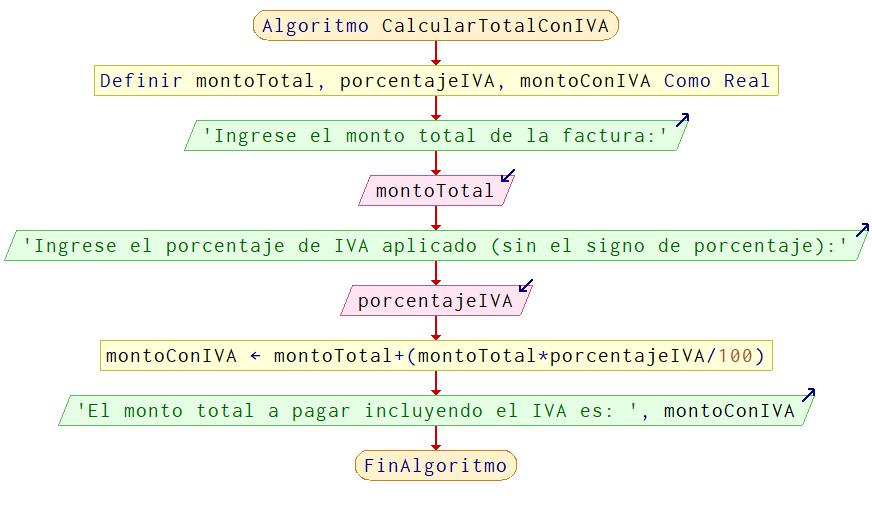 Algoritmo CalcularTotalConIVA
Definir montoTotal, porcentajeIVA, montoConIVA Como Real
'Ingrese el monto total de la factura:'
montoTotal
'Ingrese el porcentaje de IVA aplicado (sin el signo de porcentaje):'
porcentajeIVA
montoConIVA ← montoTotal+(montoTotal*porcentajeIVA/100)
'El monto total a pagar incluyendo el IVA es: ', montoConIVA
FinAlgoritmo